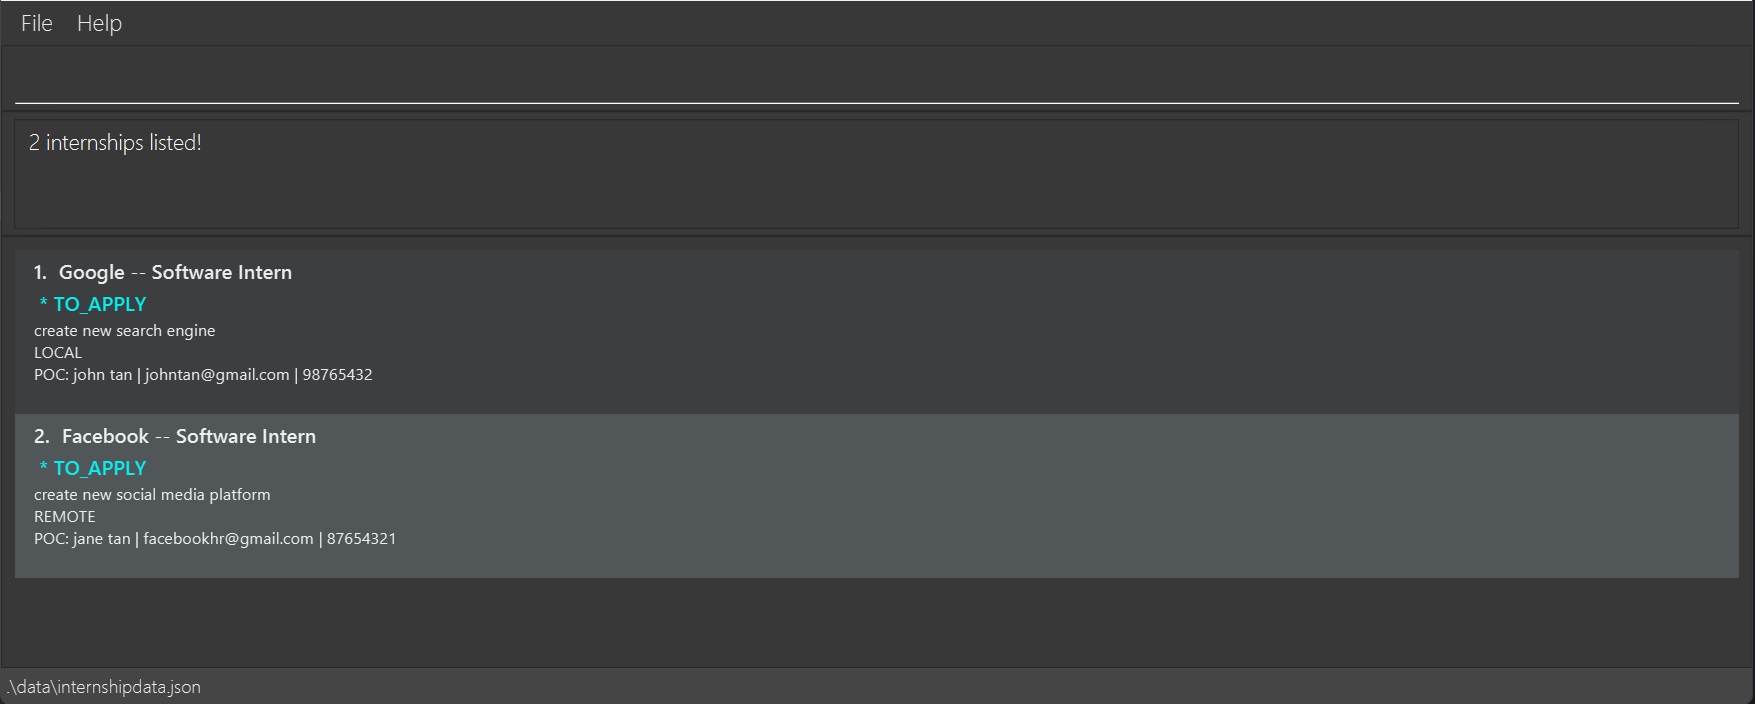 File Help
2 internships listed!
1. Google -- Software Intern
* TO_APPLY
create new search engine
LOCAL
POC: john tan | johntan@gmail.com | 98765432
2. Facebook -- Software Intern
* TO_APPLY
create new social media platform
REMOTE
POC: jane tan | facebookhr@gmail.com | 87654321
.\data\internshipdata.json